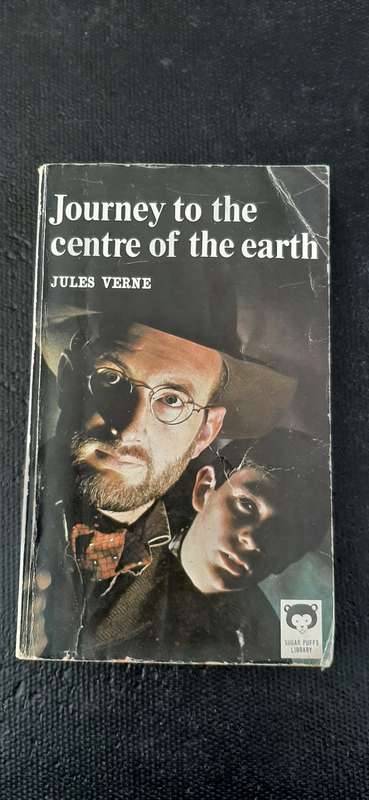 Journey to the
centre of the earth
JULES VERNE
SUGAR PUFFS
LIBRARY